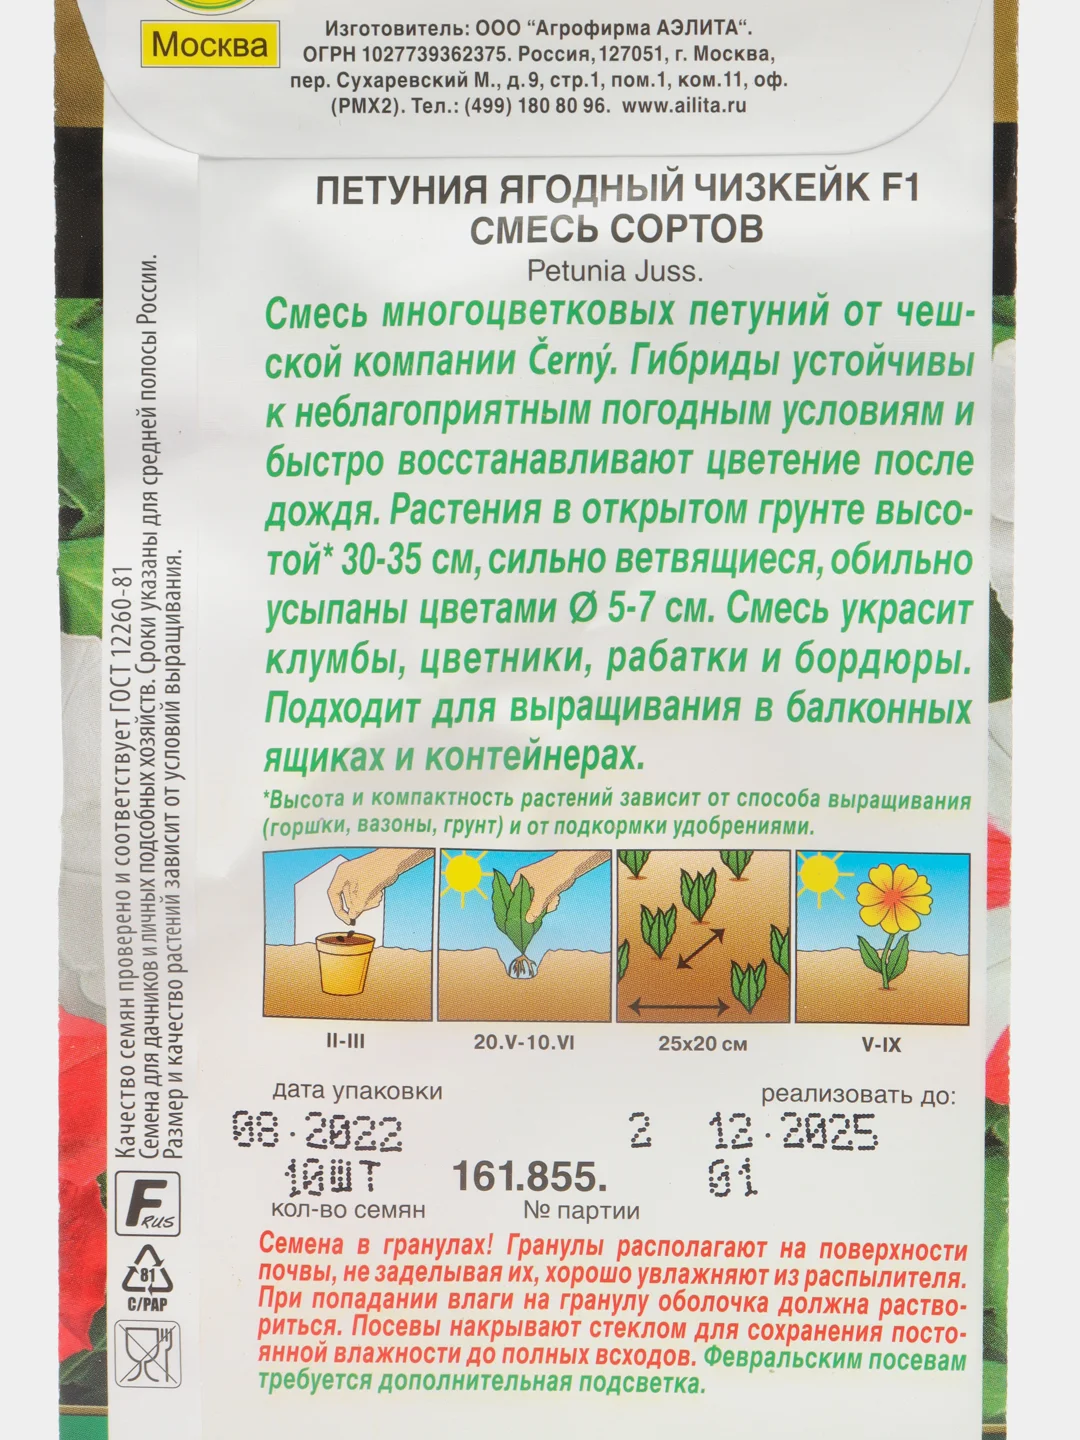 Москва
Изготовитель: ООО "Агрофирма АЭЛИТА".
ОГРН 1027739362375. Россия,127051, г. Москва,
пер. Сухаревский М., д.9, стр.1, пом.1, ком.11, оф.
(РМХ2). Тел.: (499) 180 80 96. www.ailita.ru
ПЕТУНИЯ ЯГОДНЫЙ ЧИЗКЕЙК F1
СМЕСЬ СОРТОВ
Petunia Juss.
Смесь многоцветковых петуний от чеш-
ской компании Černý. Гибриды устойчивы
к неблагоприятным погодным условиям и
быстро восстанавливают цветение после
дождя. Растения в открытом грунте высо-
той* 30-35 см, сильно ветвящиеся, обильно
усыпаны цветами Ø 5-7 см. Смесь украсит
клумбы, цветники, рабатки и бордюры.
Подходит для выращивания в балконных
ящиках и контейнерах.
*Высота и компактность растений зависит от способа выращивания
(горшки, вазоны, грунт) и от подкормки удобрениями.
II-III
20.V-10.VI
25х20 см
V-IX
дата упаковки
реализовать до:
08.2022
2
12.2025
10ШТ
161.855.
01
кол-во семян
№ партии
Семена в гранулах! Гранулы располагают на поверхности
почвы, не заделывая их, хорошо увлажняют из распылителя.
При попадании влаги на гранулу оболочка должна раство-
риться. Посевы накрывают стеклом для сохранения посто-
янной влажности до полных всходов. Февральским посевам
требуется дополнительная подсветка.
Качество семян проверено и соответствует ГОСТ 12260-81
Семена для дачников и личных подсобных хозяйств. Сроки указаны для средней полосы России.
Размер и качество растений зависит от условий выращивания.
F RUS
81
C/PAP